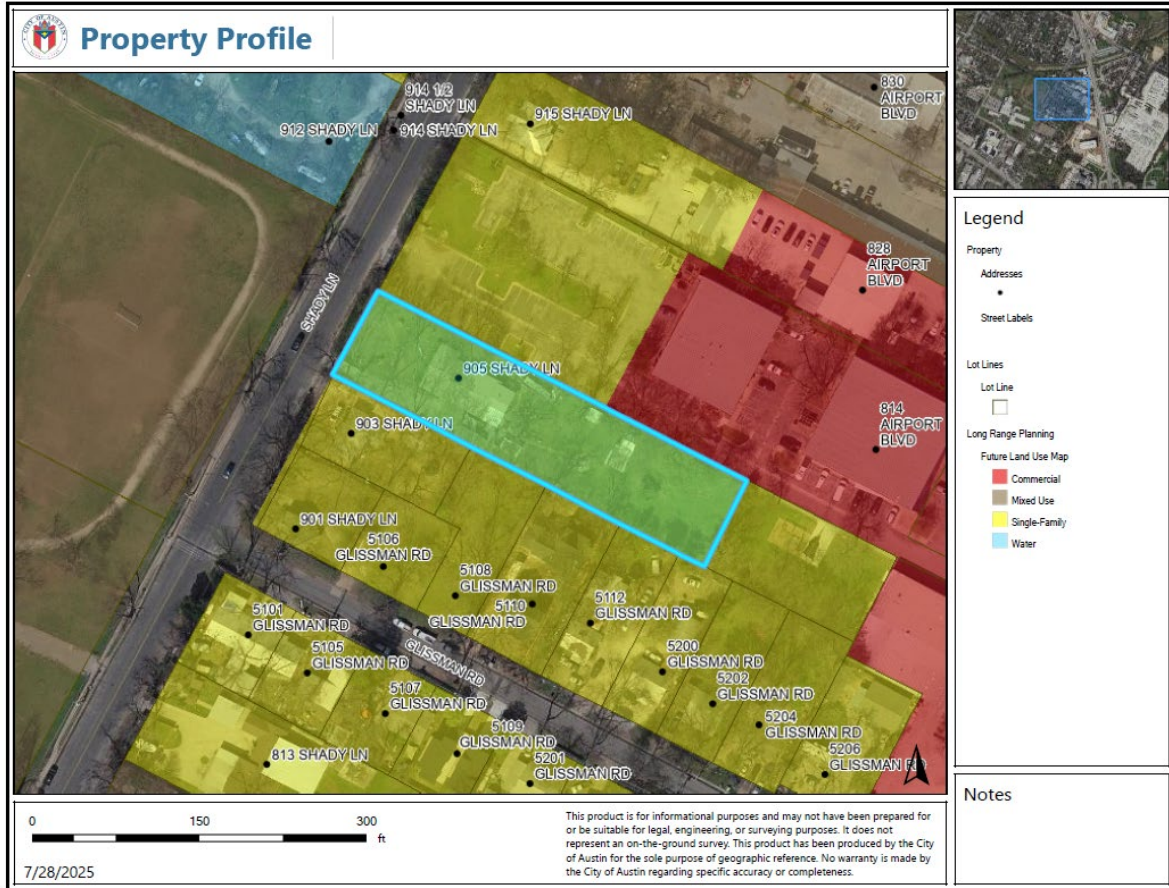 CITY OF AUSTIN
Property Profile
914 1/2
SHADY LN
912 SHADY LN
914 SHADY LN
915 SHADY LN
830
AIRPORT
BLVD
828
AIRPORT
BLVD
SHADY LN
905 SHADY LN
903 SHADY LN
814
AIRPORT
BLVD
901 SHADY LN
5106
GLISSMAN RD
5108
GLISSMAN RD
5110
GLISSMAN RD
5112
GLISSMAN RD
5101
GLISSMAN RD
5105
GLISSMAN RD
GLISSMAN RD
5200
GLISSMAN RD
5202
GLISSMAN RD
5107
GLISSMAN RD
5204
GLISSMAN RD
5109
GLISSMAN RD
5206
GLISSMAN RD
813 SHADY LN
5201
GLISSMAN RD
Legend
Property
Addresses
Street Labels
Lot Lines
Lot Line
Long Range Planning
Future Land Use Map
Commercial
Mixed Use
Single-Family
Water
Notes
0 150 300
ft
7/28/2025
This product is for informational purposes and may not have been prepared for
or be suitable for legal, engineering, or surveying purposes. It does not
represent an on-the-ground survey. This product has been produced by the City
of Austin for the sole purpose of geographic reference. No warranty is made by
the City of Austin regarding specific accuracy or completeness.